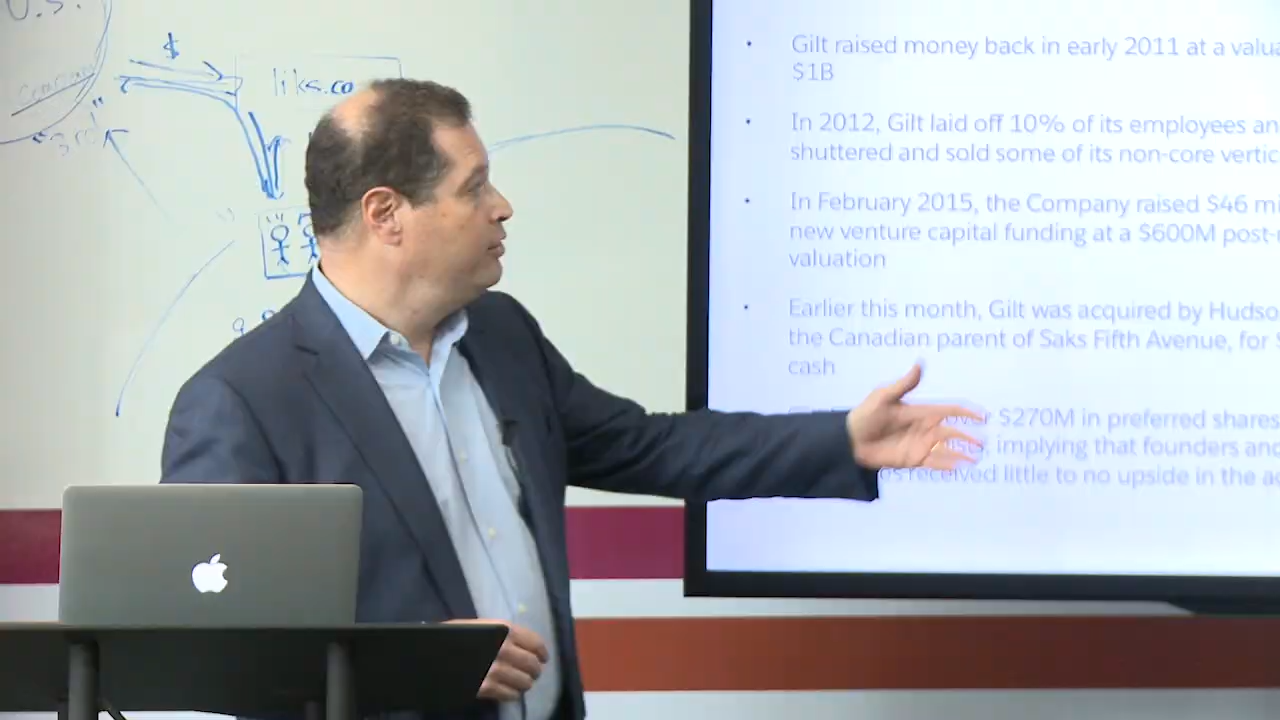 U.S.
$
liks.co
"3rd"
• Gilt raised money back in early 2011 at a valua
$1B
• In 2012, Gilt laid off 10% of its employees an
shuttered and sold some of its non-core vertic
• In February 2015, the Company raised $46 mi
new venture capital funding at a $600M post-
valuation
• Earlier this month, Gilt was acquired by Hudso
the Canadian parent of Saks Fifth Avenue, for $
cash
over $270M in preferred shares
implying that founders and
received little to no upside in the a